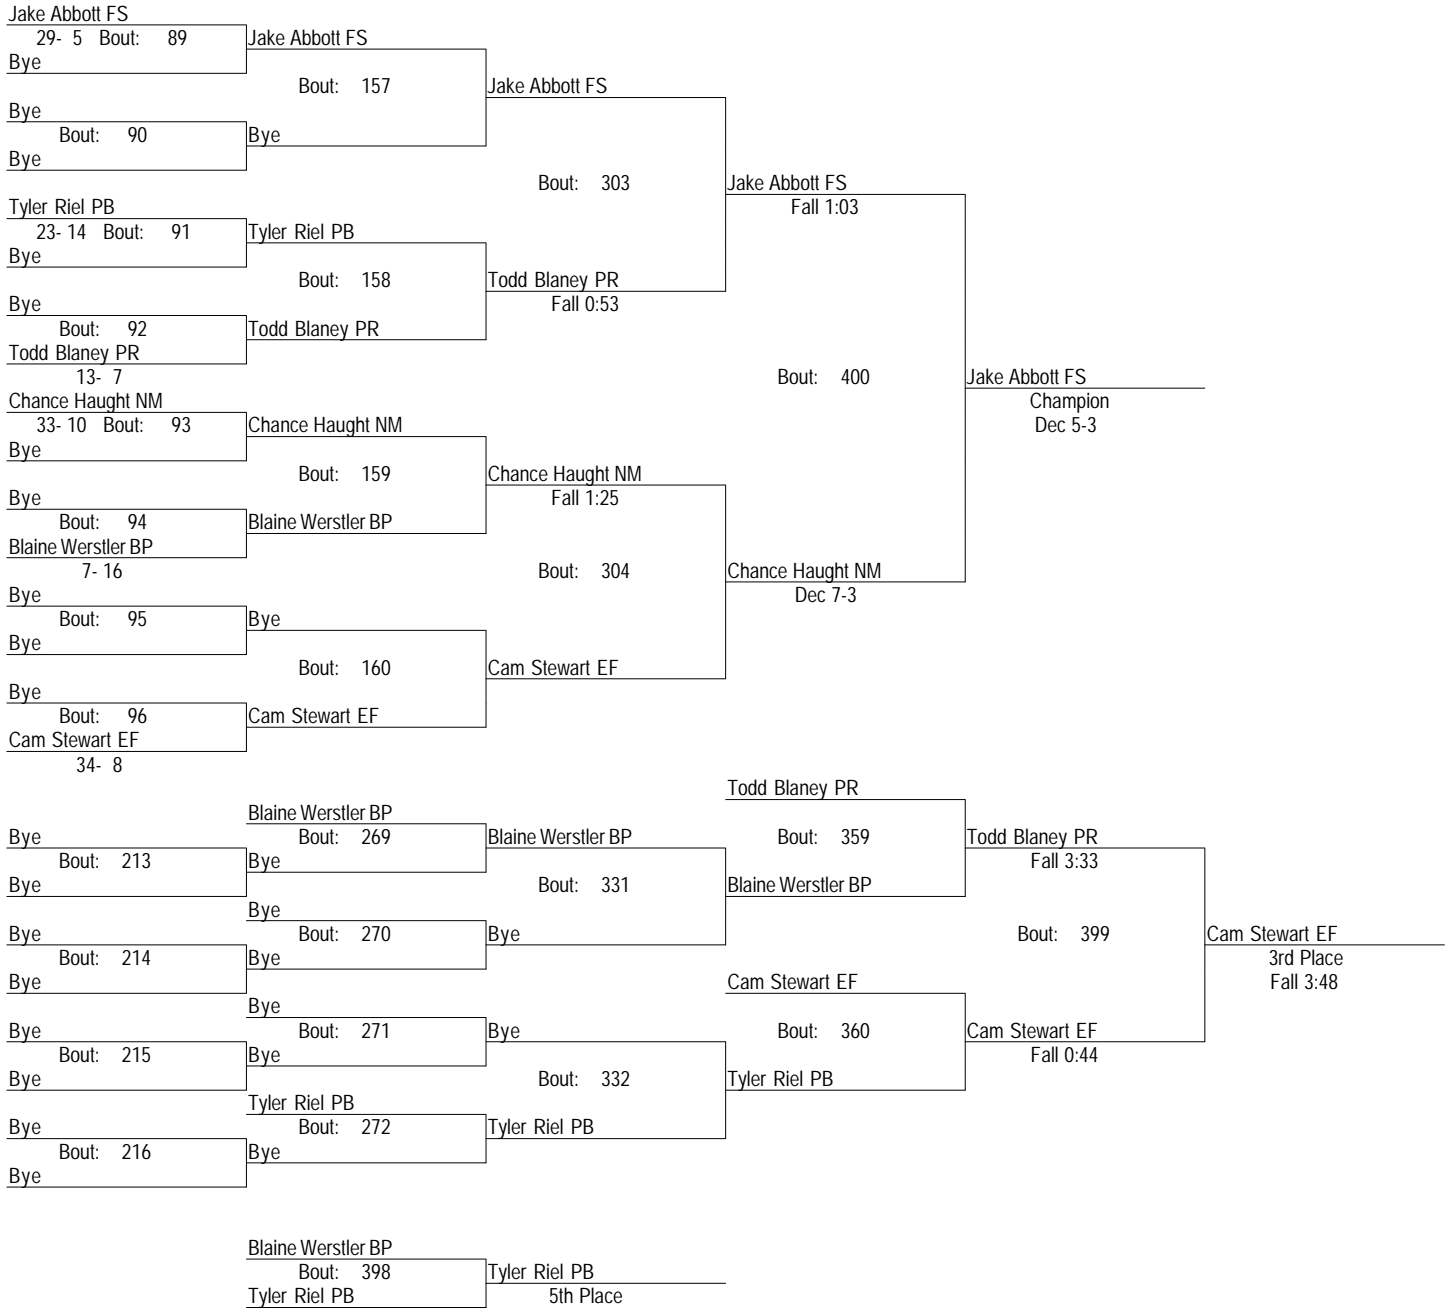 Jake Abbott FS
29- 5 Bout: 89 Jake Abbott FS
Bye
Bout: 157 Jake Abbott FS
Bye
Bout: 90 Bye
Bye
Bout: 303 Jake Abbott FS
Tyler Riel PB Fall 1:03
23- 14 Bout: 91 Tyler Riel PB
Bye
Bout: 158 Todd Blaney PR
Bye Fall 0:53
Bout: 92 Todd Blaney PR
Todd Blaney PR
13- 7 Bout: 400 Jake Abbott FS
Chance Haught NM Champion
33- 10 Bout: 93 Chance Haught NM Dec 5-3
Bye
Bout: 159 Chance Haught NM
Bye Fall 1:25
Bout: 94 Blaine Werstler BP
Blaine Werstler BP
7- 16 Bout: 304 Chance Haught NM
Bye Dec 7-3
Bout: 95 Bye
Bye
Bout: 160 Cam Stewart EF
Bye
Bout: 96 Cam Stewart EF
Cam Stewart EF
34- 8
Todd Blaney PR
Blaine Werstler BP
Bye Bout: 269 Blaine Werstler BP Bout: 359 Todd Blaney PR
Bout: 213 Bye Fall 3:33
Bye Bout: 331 Blaine Werstler BP
Bye
Bye Bout: 270 Bye Bout: 399 Cam Stewart EF
Bout: 214 Bye 3rd Place
Bye Cam Stewart EF Fall 3:48
Bye
Bye Bout: 271 Bye Bout: 360 Cam Stewart EF
Bout: 215 Bye Fall 0:44
Bye Bout: 332 Tyler Riel PB
Tyler Riel PB
Bye Bout: 272 Tyler Riel PB
Bout: 216 Bye
Bye
Blaine Werstler BP
Bout: 398 Tyler Riel PB
Tyler Riel PB 5th Place